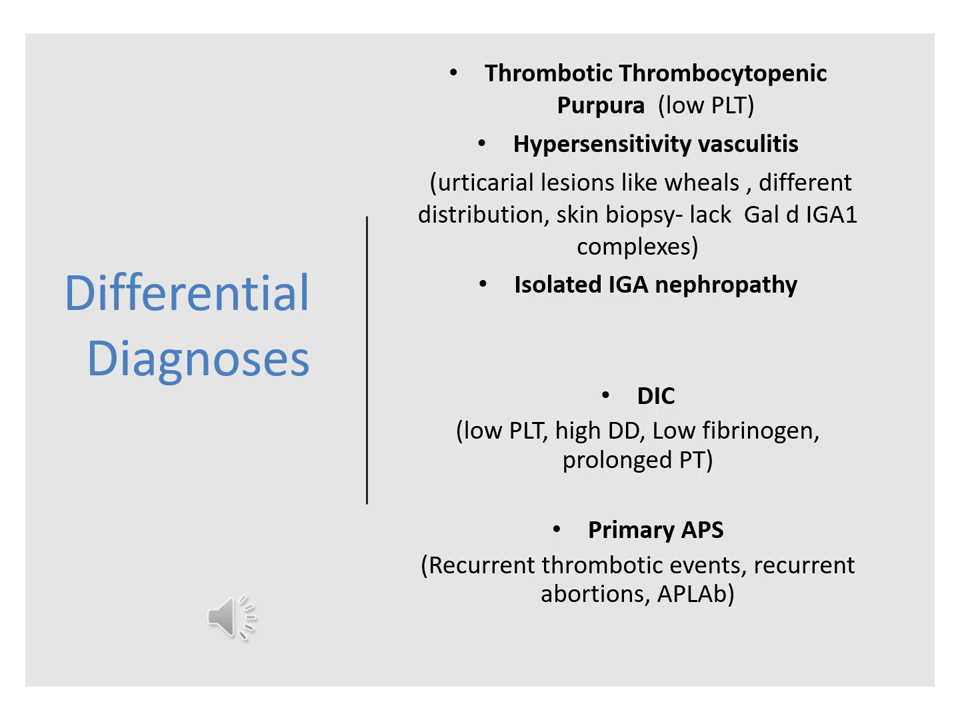 Differential
Diagnoses
• Thrombotic Thrombocytopenic
Purpura (low PLT)
• Hypersensitivity vasculitis
(urticarial lesions like wheals , different
distribution, skin biopsy- lack Gal d IGA1
complexes)
• Isolated IGA nephropathy
• DIC
(low PLT, high DD, Low fibrinogen,
prolonged PT)
• Primary APS
(Recurrent thrombotic events, recurrent
abortions, APLAb)